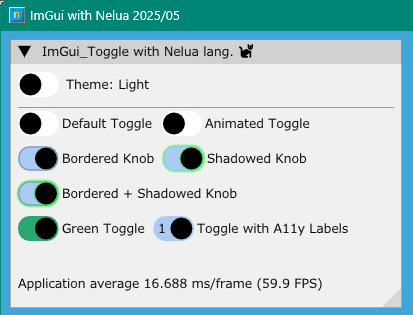 ImGui with Nelua 2025/05
ImGui_Toggle with Nelua lang.
Theme: Light
Default Toggle Animated Toggle
Bordered Knob Shadowed Knob
Bordered + Shadowed Knob
Green Toggle 1 Toggle with A11y Labels
Application average 16.688 ms/frame (59.9 FPS)